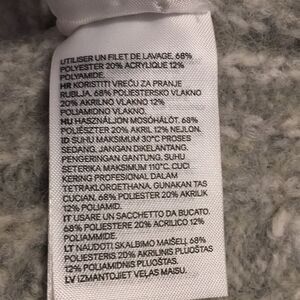 UTILISER UN FILET DE LAVAGE. 68%
POLYESTER 20% ACRYLIQUE 12%
POLYAMIDE.
HR KORISTITI VREĆU ZA PRANJE
RUBLJA. 68% POLIESTERSKO VLAKNO
20% AKRILNO VLAKNO 12%
POLIAMIDNO VLAKNO.
HU HASZNÁLJON MOSÓHÁLÓT. 68%
POLIÉSZTER 20% AKRIL 12% NEJLON.
ID SUHU MAKSIMUM 30°C PROSES
SEDANG. JANGAN DIKELANTANG.
PENGERINGAN GANTUNG. SUHU
SETERIKA MAKSIMUM 110°C. CUCI
KERING PROFESIONAL DALAM
TETRAKLOROETHANA. GUNAKAN TAS
CUCIAN. 68% POLIESTER 20% AKRILIK
12% POLIAMID.
IT USARE UN SACCHETTO DA BUCATO.
68% POLIESTERE 20% ACRILICO 12%
POLIAMMIDE.
LT NAUDOTI SKALBIMO MAIŠELĮ. 68%
POLIESTERIS 20% AKRILINIS PLUOŠTAS
12% POLIAMIDINIS PLUOŠTAS.
LV IZMANTOJIET VEĻAS MAISU.